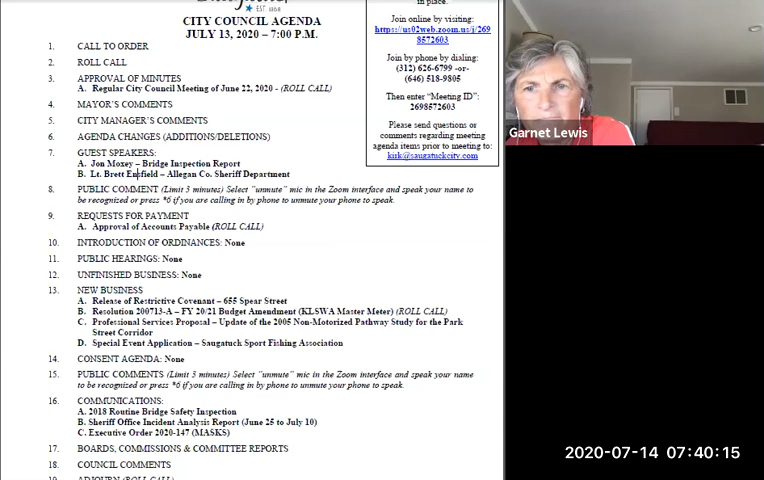 EST. 1868
CITY COUNCIL AGENDA
JULY 13, 2020 – 7:00 P.M.
1. CALL TO ORDER
2. ROLL CALL
3. APPROVAL OF MINUTES
A. Regular City Council Meeting of June 22, 2020 - (ROLL CALL)
4. MAYOR'S COMMENTS
5. CITY MANAGER'S COMMENTS
6. AGENDA CHANGES (ADDITIONS/DELETIONS)
7. GUEST SPEAKERS:
A. Jon Moxey – Bridge Inspection Report
B. Lt. Brett Ensfield – Allegan Co. Sheriff Department
8. PUBLIC COMMENT (Limit 3 minutes) Select "unmute" mic in the Zoom interface and speak your name to
be recognized or press *6 if you are calling in by phone to unmute your phone to speak.
9. REQUESTS FOR PAYMENT
A. Approval of Accounts Payable (ROLL CALL)
10. INTRODUCTION OF ORDINANCES: None
11. PUBLIC HEARINGS: None
12. UNFINISHED BUSINESS: None
13. NEW BUSINESS
A. Release of Restrictive Covenant – 655 Spear Street
B. Resolution 200713-A – FY 20/21 Budget Amendment (KLSWA Master Meter) (ROLL CALL)
C. Professional Services Proposal – Update of the 2005 Non-Motorized Pathway Study for the Park
Street Corridor
D. Special Event Application – Saugatuck Sport Fishing Association
14. CONSENT AGENDA: None
15. PUBLIC COMMENTS (Limit 3 minutes) Select "unmute" mic in the Zoom interface and speak your name
to be recognized or press *6 if you are calling in by phone to unmute your phone to speak.
16. COMMUNICATIONS:
A. 2018 Routine Bridge Safety Inspection
B. Sheriff Office Incident Analysis Report (June 25 to July 10)
C. Executive Order 2020-147 (MASKS)
17. BOARDS, COMMISSIONS & COMMITTEE REPORTS
18. COUNCIL COMMENTS
19. ADJOURN (ROLL CALL)
in place.
Join online by visiting:
https://us02web.zoom.us/j/269
8572603
Join by phone by dialing:
(312) 626-6799 -or-
(646) 518-9805
Then enter "Meeting ID":
2698572603
Please send questions or
comments regarding meeting
agenda items prior to meeting to:
kirk@saugatuckcity.com
Garnet Lewis
2020-07-14 07:40:15